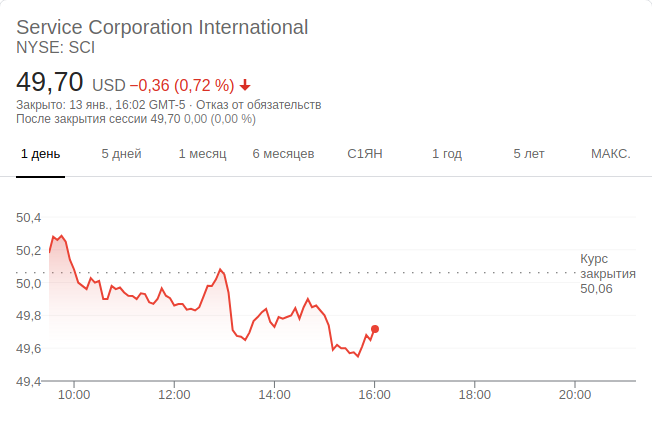 Service Corporation International
NYSE: SCI
49,70 USD −0,36 (0,72 %)
Закрыто: 13 янв., 16:02 GMT-5 · Отказ от обязательств
После закрытия сессии 49,70 0,00 (0,00 %)
1 день 5 дней 1 месяц 6 месяцев С1ЯН 1 год 5 лет МАКС.
50,4
50,2
50,0
49,8
49,6
49,4
Курс
закрытия
50,06
10:00 12:00 14:00 16:00 18:00 20:00